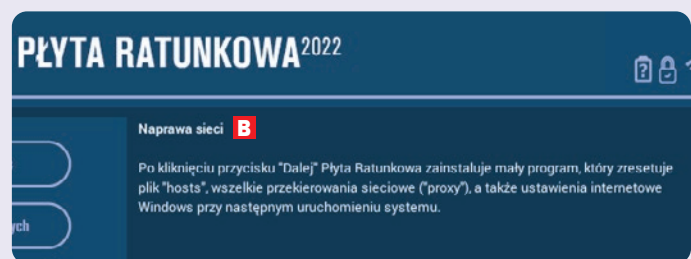 PŁYTA RATUNKOWA2022
Naprawa sieci B
Po kliknięciu przycisku "Dalej" Płyta Ratunkowa zainstaluje mały program, który zresetuje
plik "hosts", wszelkie przekierowania sieciowe ("proxy"), a także ustawienia internetowe
Windows przy następnym uruchomieniu systemu.
ych